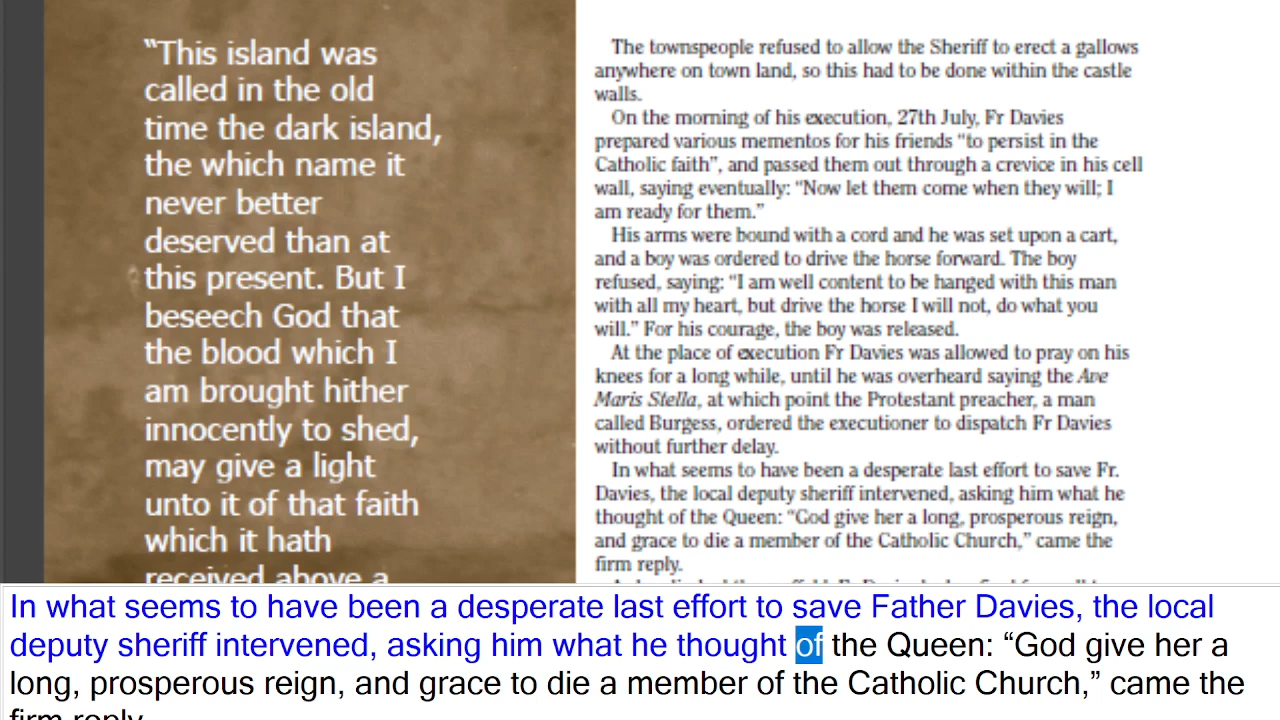 “This island was
called in the old
time the dark island,
the which name it
never better
deserved than at
this present. But I
beseech God that
the blood which I
am brought hither
innocently to shed,
may give a light
unto it of that faith
which it hath
received above a
The townspeople refused to allow the Sheriff to erect a gallows
anywhere on town land, so this had to be done within the castle
walls.
On the morning of his execution, 27th July, Fr Davies
prepared various mementos for his friends “to persist in the
Catholic faith”, and passed them out through a crevice in his cell
wall, saying eventually: “Now let them come when they will; I
am ready for them.”
His arms were bound with a cord and he was set upon a cart,
and a boy was ordered to drive the horse forward. The boy
refused, saying: “I am well content to be hanged with this man
with all my heart, but drive the horse I will not, do what you
will.” For his courage, the boy was released.
At the place of execution Fr Davies was allowed to pray on his
knees for a long while, until he was overheard saying the Ave
Maris Stella, at which point the Protestant preacher, a man
called Burgess, ordered the executioner to dispatch Fr Davies
without further delay.
In what seems to have been a desperate last effort to save Fr.
Davies, the local deputy sheriff intervened, asking him what he
thought of the Queen: “God give her a long, prosperous reign,
and grace to die a member of the Catholic Church,” came the
firm reply.
In what seems to have been a desperate last effort to save Father Davies, the local
deputy sheriff intervened, asking him what he thought of the Queen: “God give her a
long, prosperous reign, and grace to die a member of the Catholic Church,” came the
firm reply